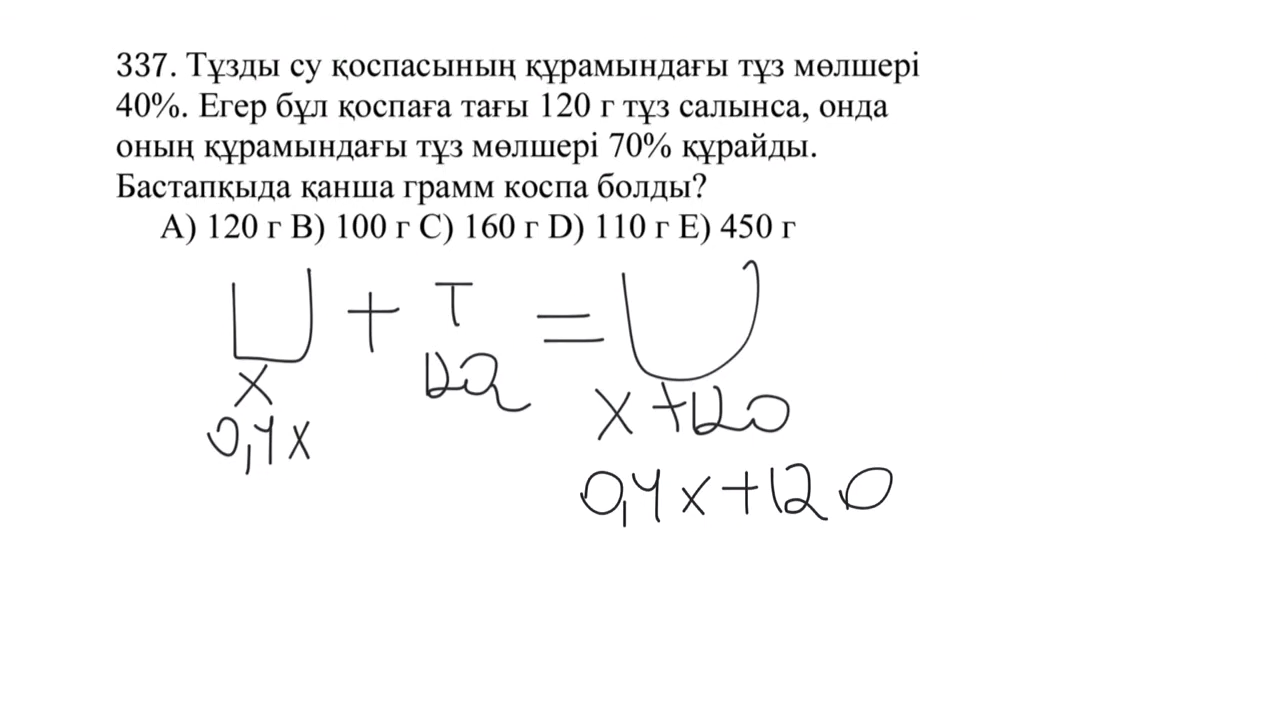 337. Тұзды су қоспасының құрамындағы тұз мөлшері
40%. Егер бұл қоспаға тағы 120 г тұз салынса, онда
оның құрамындағы тұз мөлшері 70% құрайды.
Бастапқыда қанша грамм коспа болды?
A) 120 г B) 100 г C) 160 г D) 110 г E) 450 г
+ T =
x 120 x+120
0,4x
0,4x+120